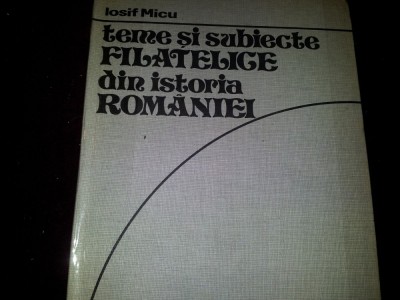 Iosif Micu
teme și subiecte
FILATELICE
din istoria
ROMÂNIEI